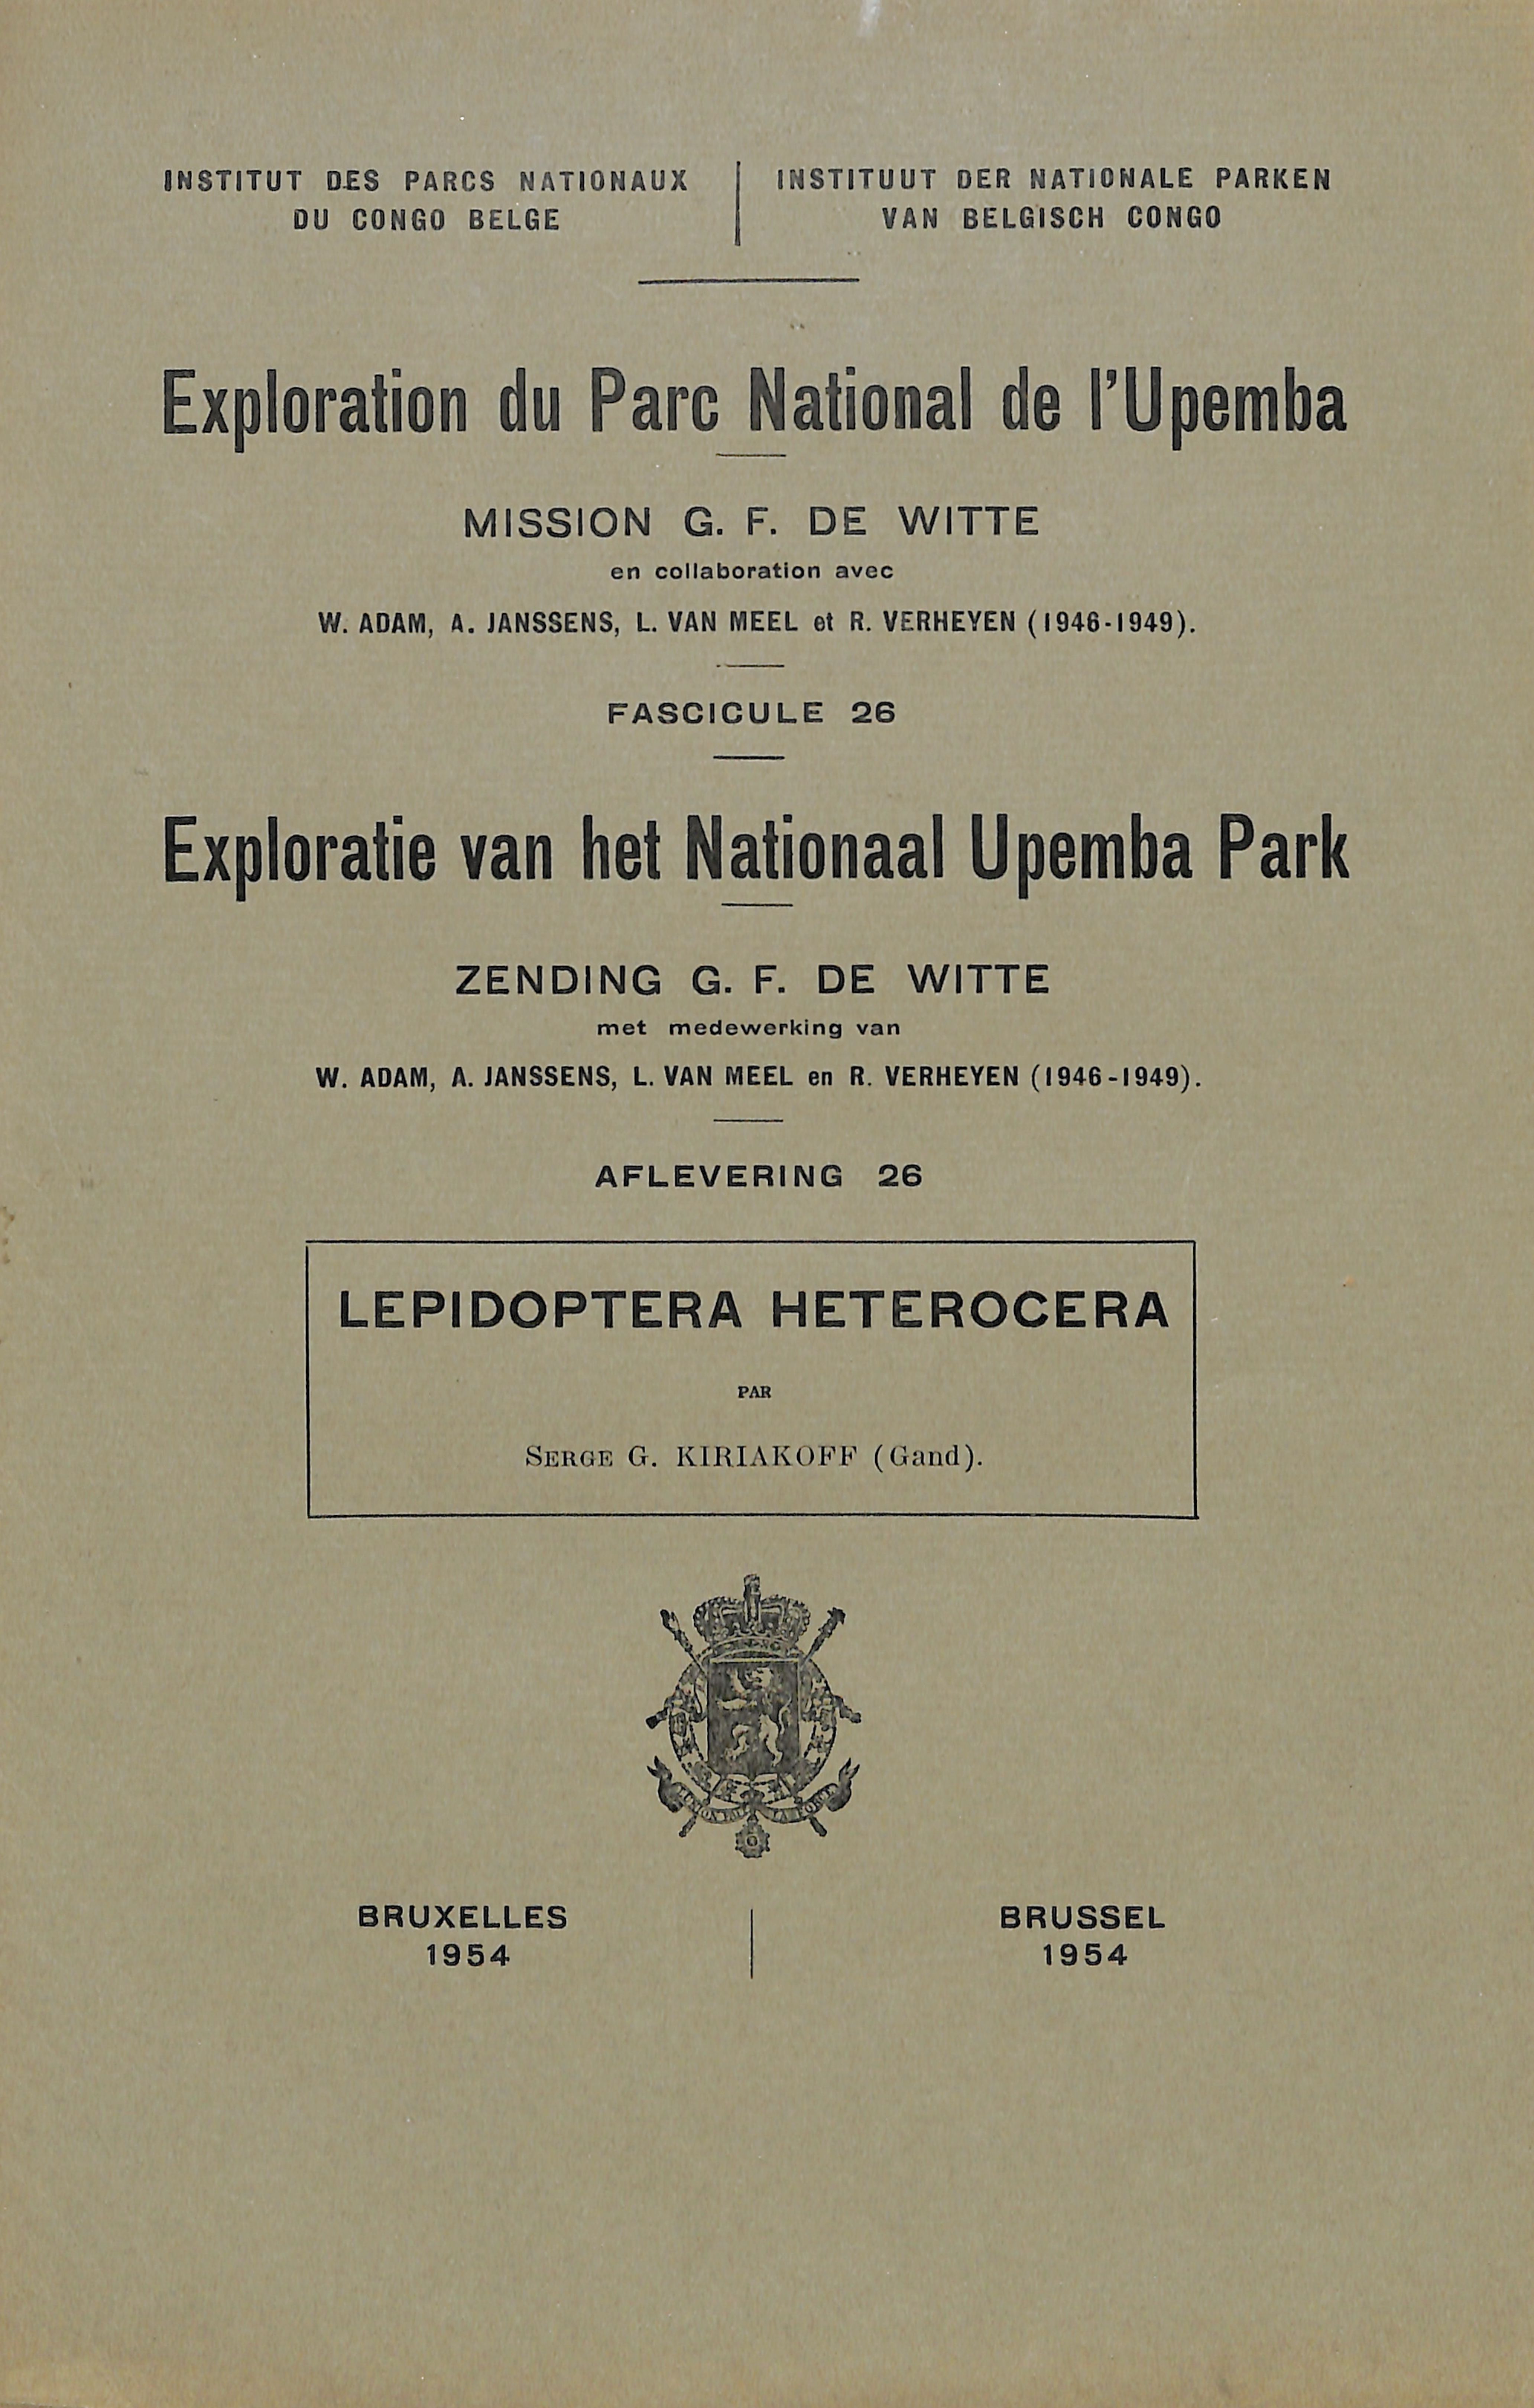 INSTITUT DES PARCS NATIONAUX
DU CONGO BELGE
INSTITUUT DER NATIONALE PARKEN
VAN BELGISCH CONGO
Exploration du Parc National de l'Upemba
MISSION G. F. DE WITTE
en collaboration avec
W. ADAM, A. JANSSENS, L. VAN MEEL et R. VERHEYEN (1946-1949).
FASCICULE 26
Exploratie van het Nationaal Upemba Park
ZENDING G. F. DE WITTE
met medewerking van
W. ADAM, A. JANSSENS, L. VAN MEEL en R. VERHEYEN (1946-1949).
AFLEVERING 26
LEPIDOPTERA HETEROCERA
PAR
SERGE G. KIRIAKOFF (Gand).
BRUXELLES
1954
BRUSSEL
1954